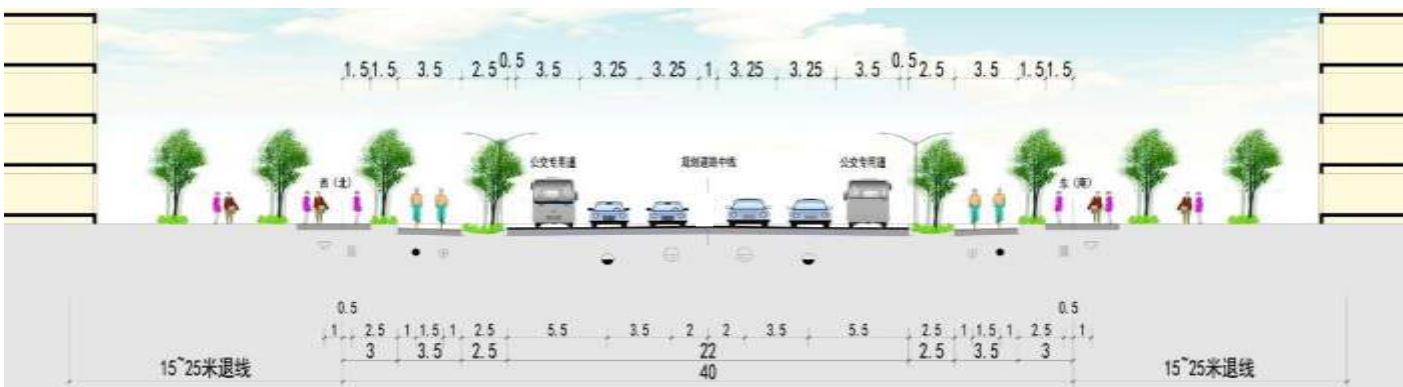 0.5 0.5
1.5 1.5 3.5 2.5 3.5 3.25 3.25 1 3.25 3.25 3.5 2.5 3.5 1.5 1.5
公交专用道 规划道路中线 公交专用道
西（北） 东（南）
0.5 0.5
1 2.5 1 1.5 1 2.5 5.5 3.5 2 2 3.5 5.5 2.5 1 1.5 1 2.5 1
3 3.5 2.5 22 2.5 3.5 3
15~25米退线 40 15~25米退线